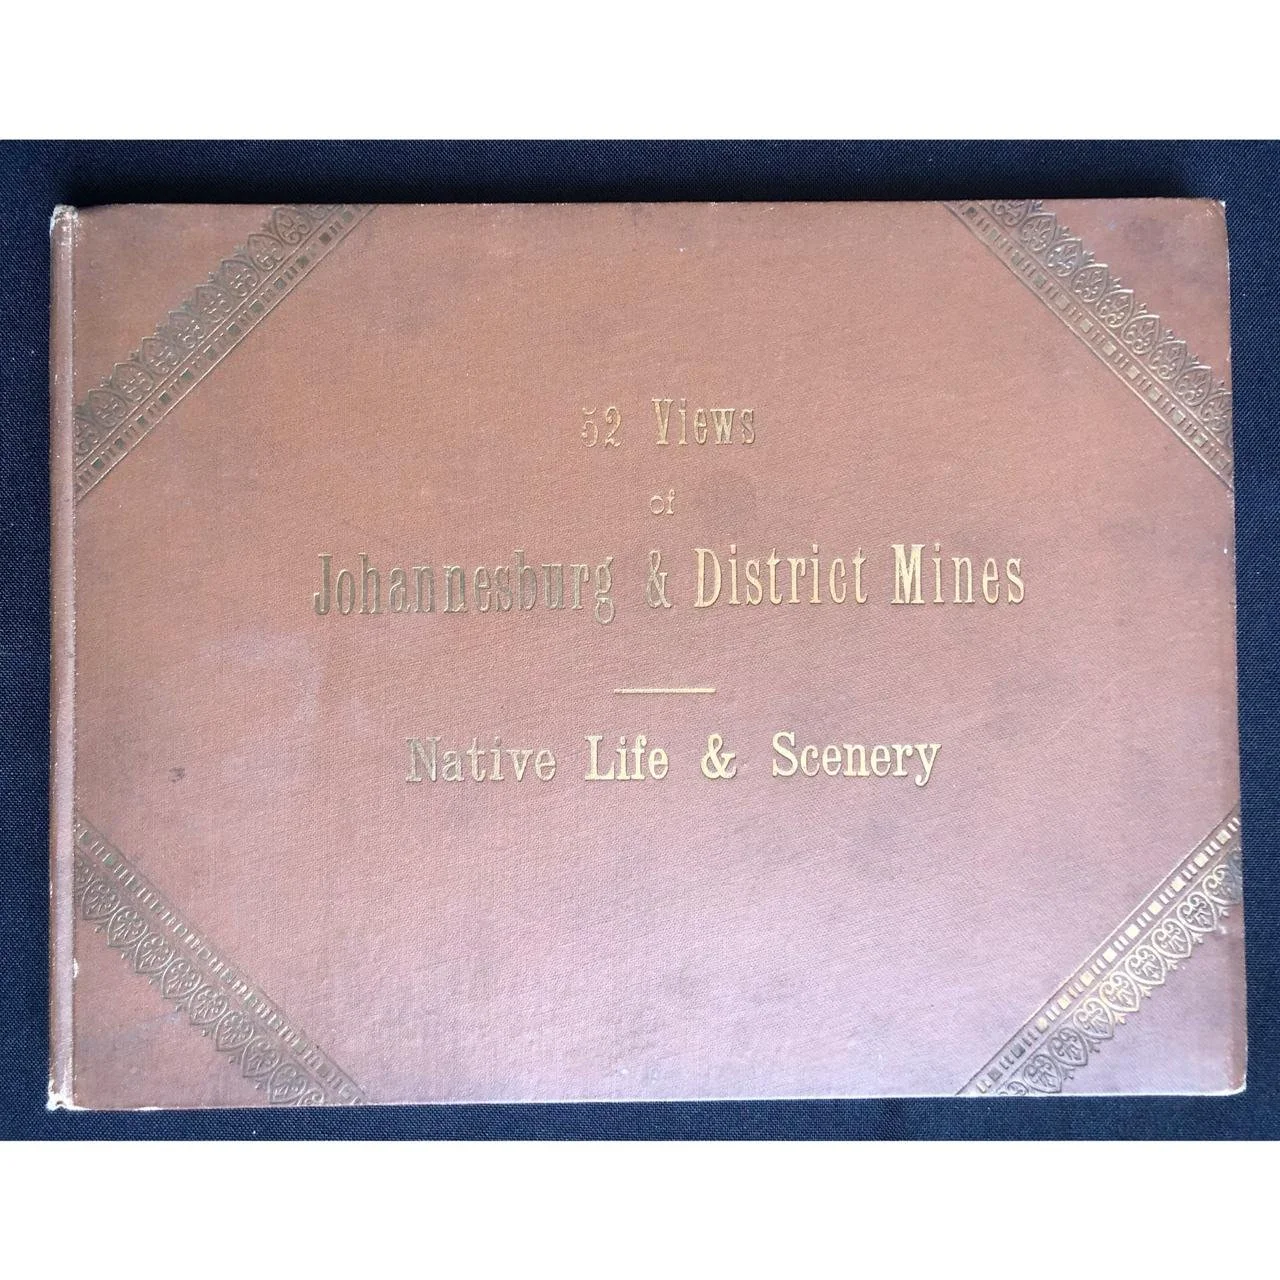 52 Views
of
Johannesburg & District Mines
Native Life & Scenery